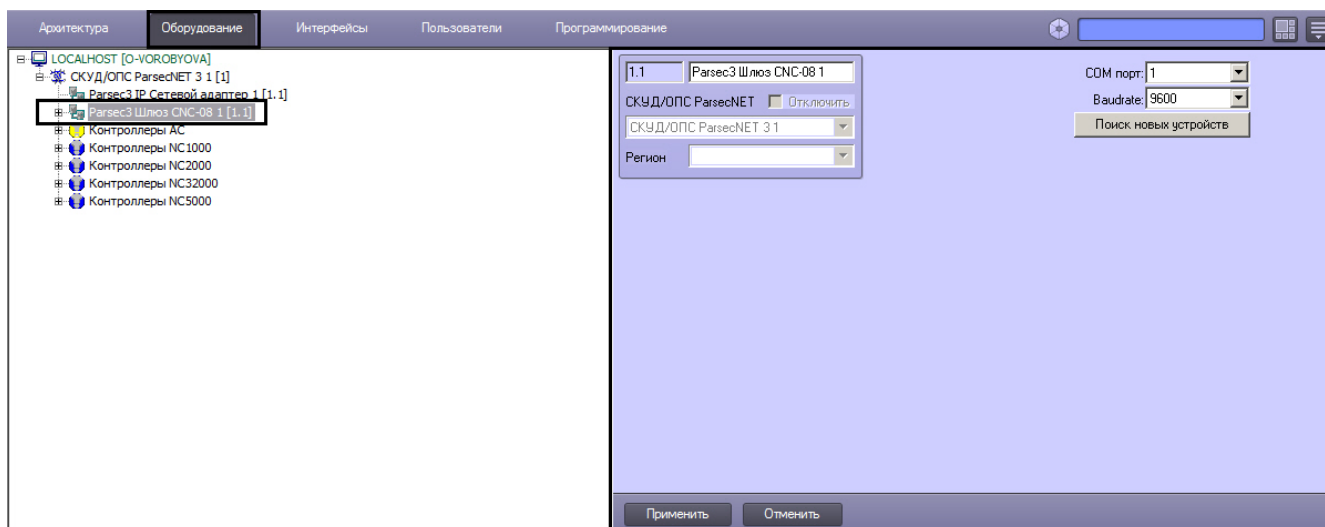 Архитектура Оборудование Интерфейсы Пользователи Программирование
LOCALHOST [O-VOROBYOVA]
СКУД/ОПС ParsecNET 3 1 [1]
Parsec3 IP Сетевой адаптер 1 [1.1]
Parsec3 Шлюз CNC-08 1 [1.1]
Контроллеры AC
Контроллеры NC1000
Контроллеры NC2000
Контроллеры NC32000
Контроллеры NC5000
1.1 Parsec3 Шлюз CNC-08 1
СКУД/ОПС ParsecNET Отключить
СКУД/ОПС ParsecNET 3 1
Регион
COM порт: 1
Baudrate: 9600
Поиск новых устройств
Применить Отменить